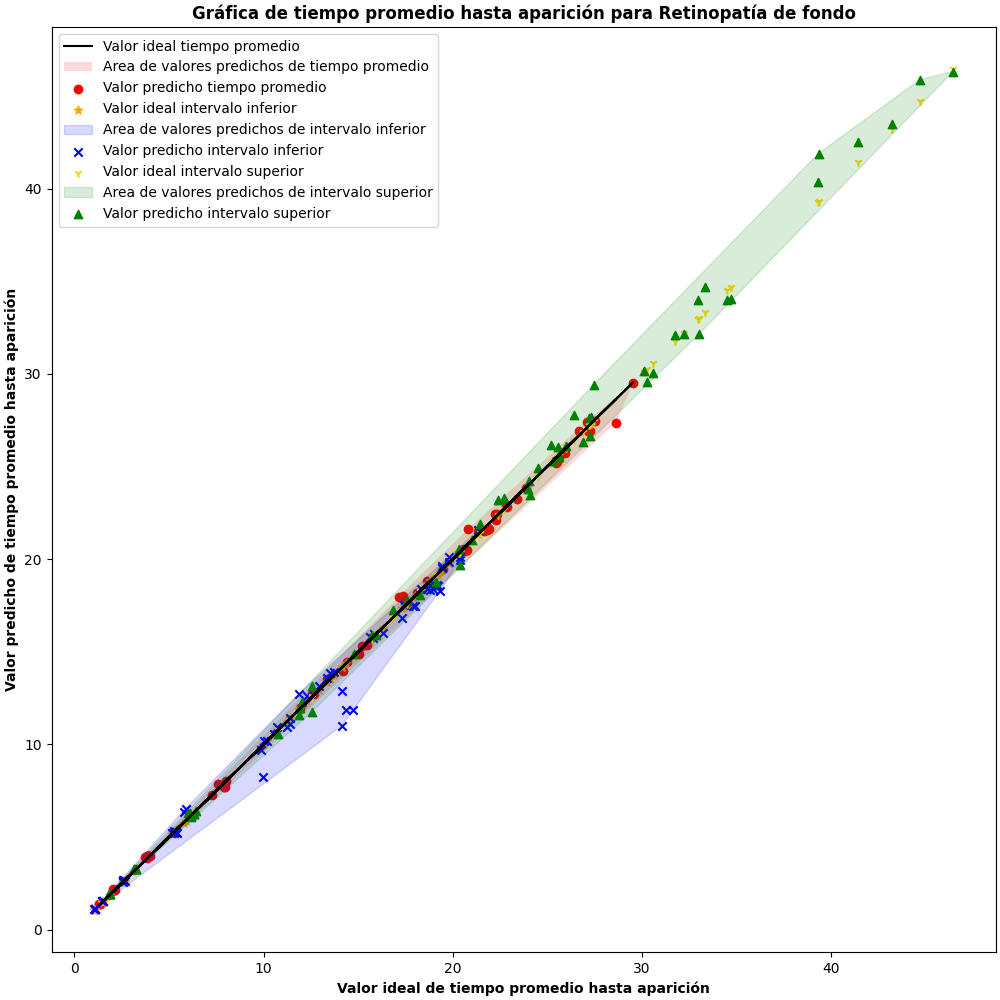 Gráfica de tiempo promedio hasta aparición para Retinopatía de fondo
Valor ideal tiempo promedio
Area de valores predichos de tiempo promedio
Valor predicho tiempo promedio
Valor ideal intervalo inferior
Area de valores predichos de intervalo inferior
Valor predicho intervalo inferior
Valor ideal intervalo superior
Area de valores predichos de intervalo superior
Valor predicho intervalo superior
Valor predicho de tiempo promedio hasta aparición
40
30
20
10
0
0 10 20 30 40
Valor ideal de tiempo promedio hasta aparición